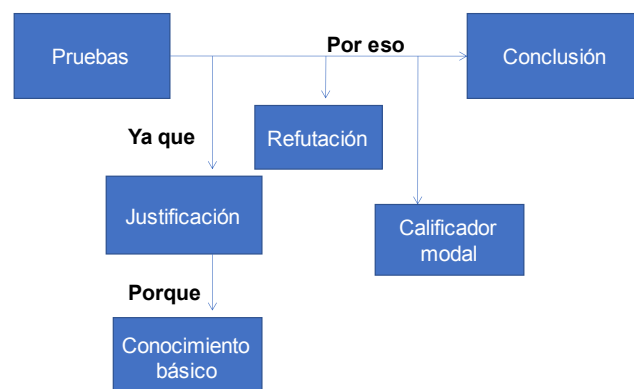 Pruebas
Por eso
Conclusión
Ya que
Refutación
Justificación
Calificador
modal
Porque
Conocimiento
básico